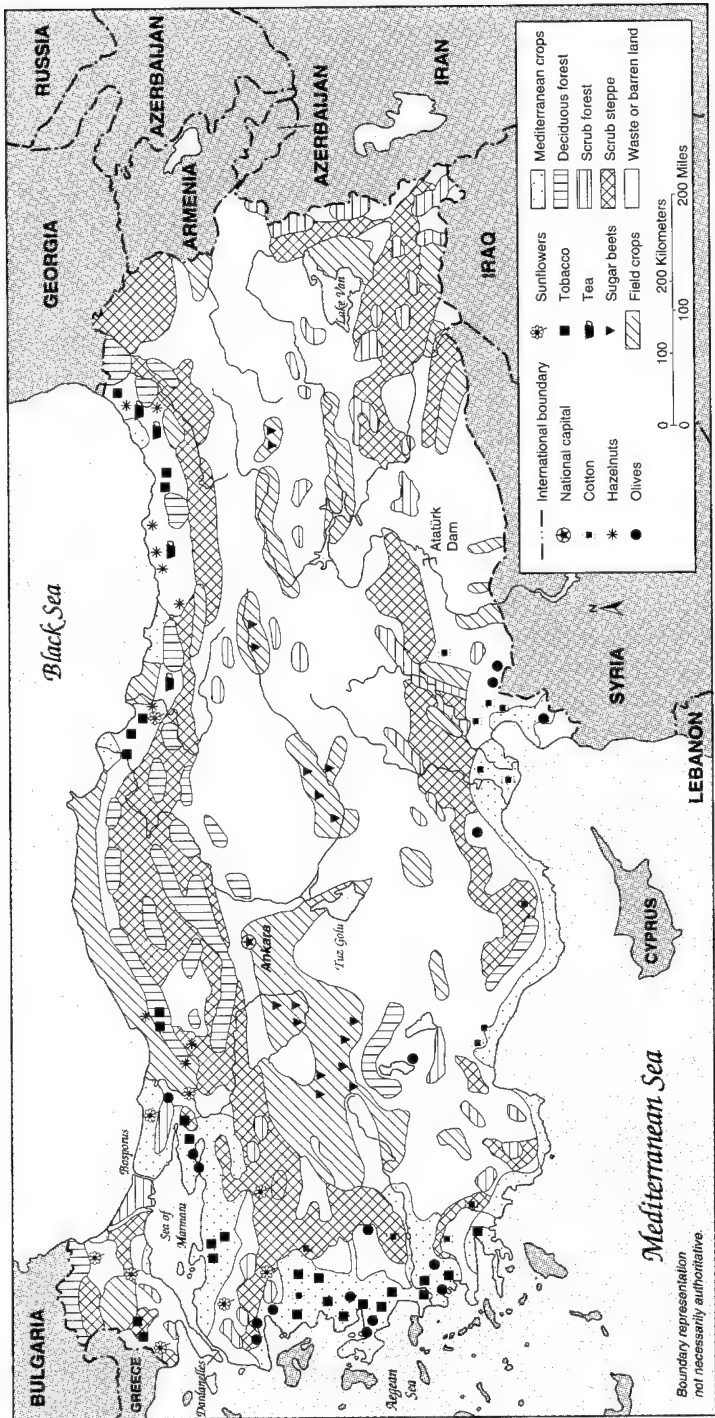 RUSSIA
GEORGIA
AZERBAIJAN
ARMENIA
AZERBAIJAN
IRAN
IRAQ
SYRIA
LEBANON
CYPRUS
BULGARIA
GREECE
Black Sea
Bosporus
Sea of
Marmara
Dardanelles
Aegean
Sea
Mediterranean Sea
Ankara
Tuz Golu
Lake Van
Atatürk
Dam
N
International boundary
National capital
Cotton
Hazelnuts
Olives
Sunflowers
Tobacco
Tea
Sugar beets
Field crops
Mediterranean crops
Deciduous forest
Scrub forest
Scrub steppe
Waste or barren land
0 100 200 Kilometers
0 100 200 Miles
Boundary representation
not necessarily authoritative.